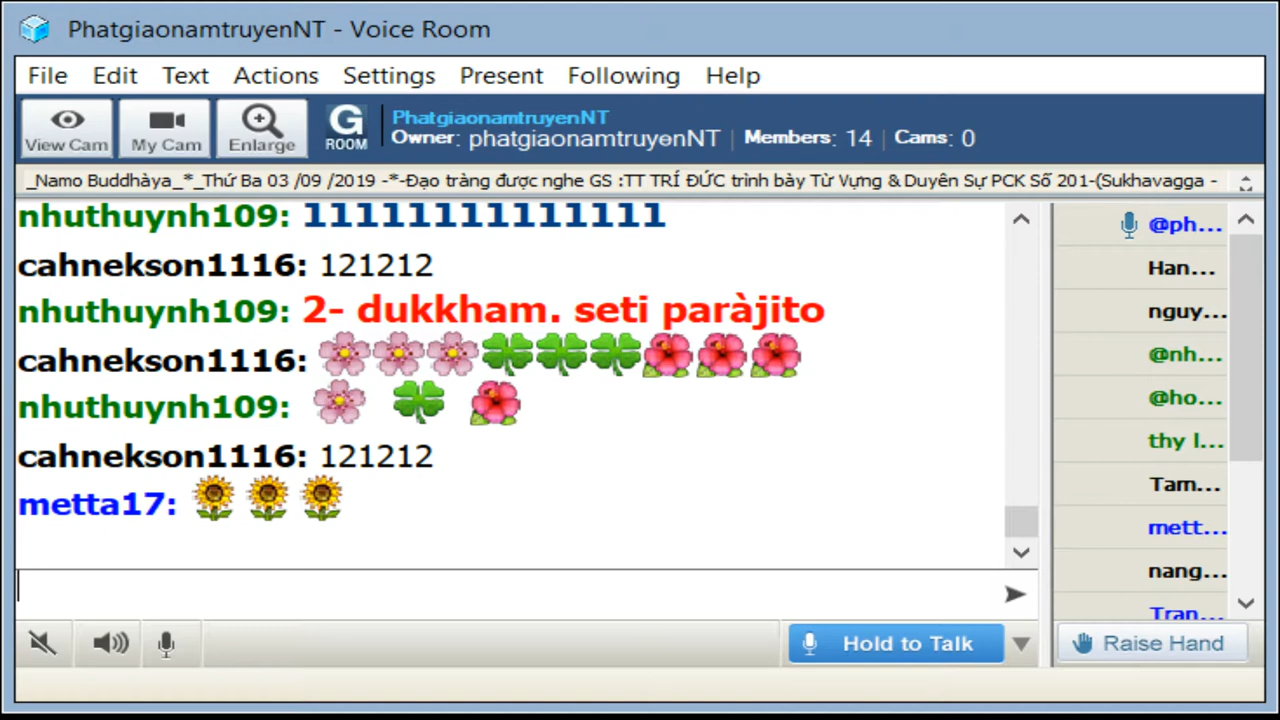 PhatgiaonamtruyenNT - Voice Room
File Edit Text Actions Settings Present Following Help
View Cam My Cam Enlarge G ROOM
PhatgiaonamtruyenNT
Owner: phatgiaonamtruyenNT | Members: 14 | Cams: 0
_Namo Buddhàya_*_Thứ Ba 03 /09 /2019 -*-Đạo tràng được nghe GS :TT TRÍ ĐỨC trình bày Từ Vựng & Duyên Sự PCK Số 201-(Sukhavagga -
nhuthuynh109: 111111111111111
cahnekson1116: 121212
nhuthuynh109: 2- dukkham. seti paràjito
cahnekson1116:
nhuthuynh109:
cahnekson1116: 121212
metta17:
@ph...
Han...
nguy...
@nh...
@ho...
thy l...
Tam...
mett...
nang...
Tran...
Hold to Talk
Raise Hand